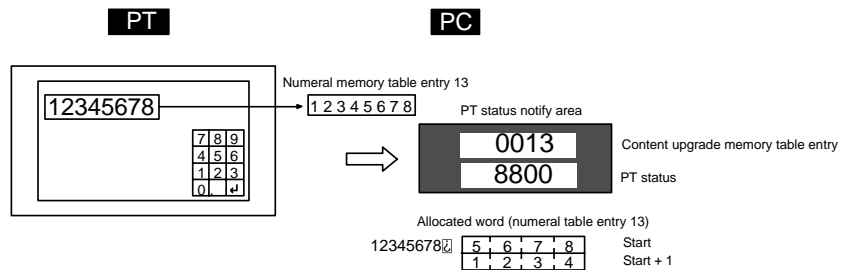 PT
PC
Numeral memory table entry 13
12345678
1 2 3 4 5 6 7 8
PT status notify area
7 8 9
4 5 6
1 2 3
0 . ↵
0013
Content upgrade memory table entry
8800
PT status
Allocated word (numeral table entry 13)
12345678¿
5 6 7 8
Start
1 2 3 4
Start + 1